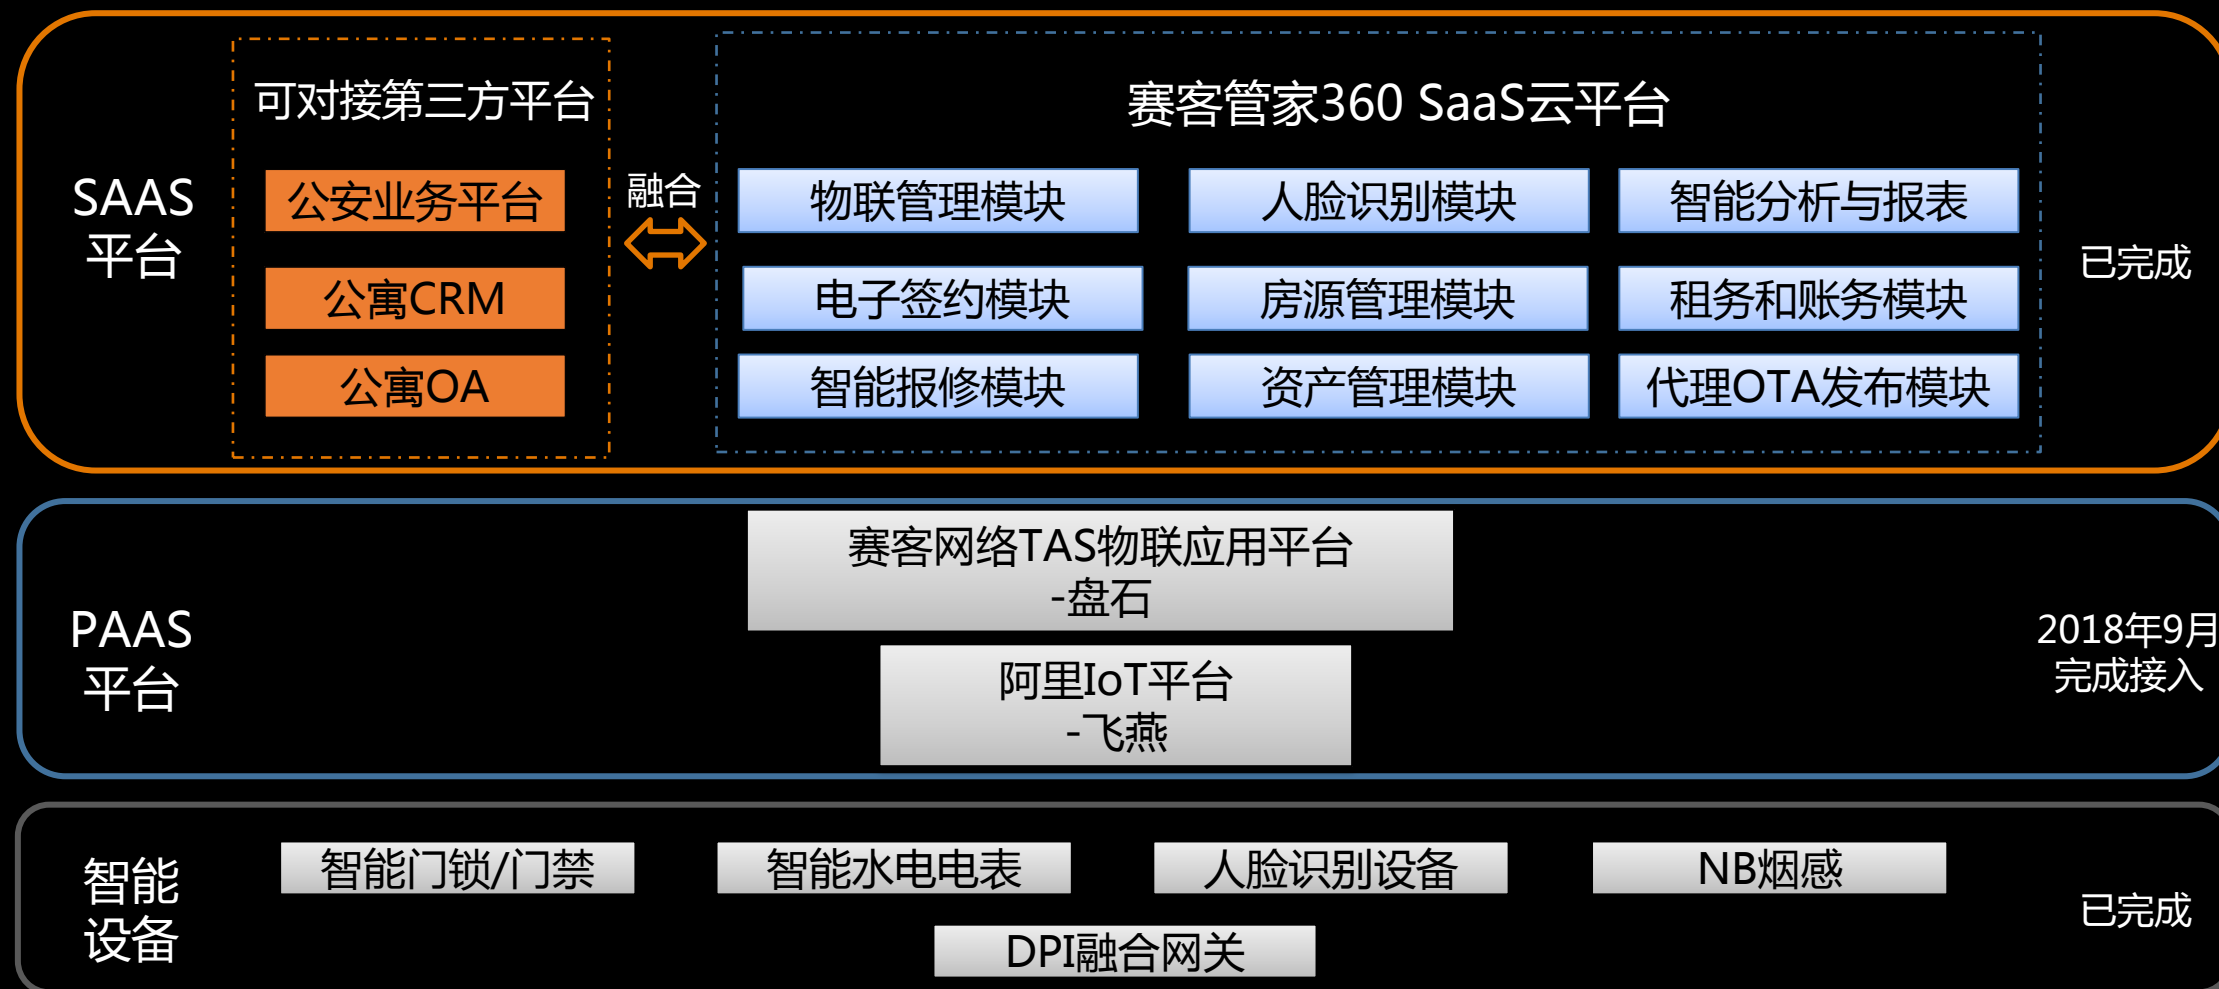 可对接第三方平台
赛客管家360 SaaS云平台
SAAS
平台
公安业务平台
公寓CRM
公寓OA
融合
物联管理模块
人脸识别模块
智能分析与报表
电子签约模块
房源管理模块
租务和账务模块
智能报修模块
资产管理模块
代理OTA发布模块
已完成
PAAS
平台
赛客网络TAS物联应用平台
-盘石
阿里IoT平台
-飞燕
2018年9月
完成接入
智能
设备
智能门锁/门禁
智能水电电表
人脸识别设备
NB烟感
DPI融合网关
已完成